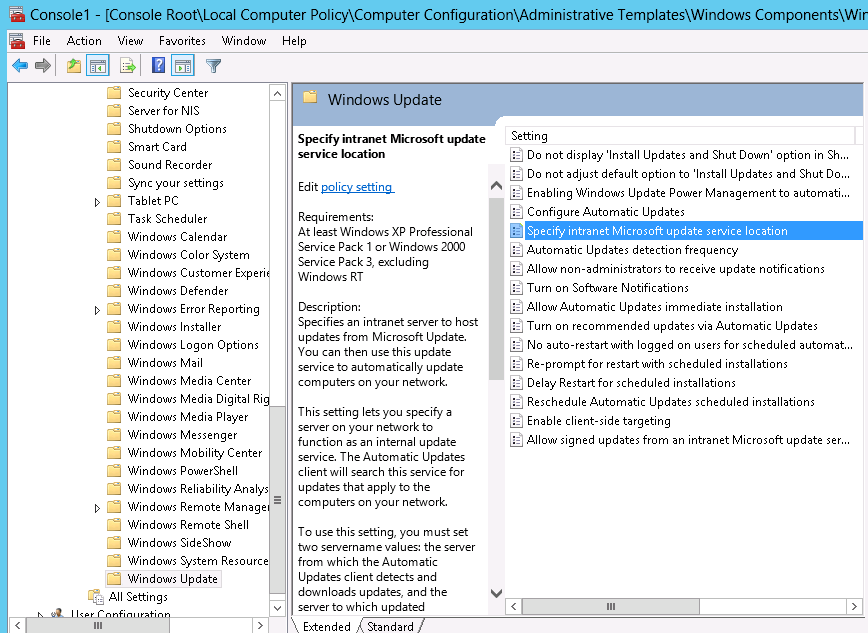 Console1 - [Console Root\Local Computer Policy\Computer Configuration\Administrative Templates\Windows Components\Win
File Action View Favorites Window Help
Security Center
Server for NIS
Shutdown Options
Smart Card
Sound Recorder
Sync your settings
Tablet PC
Task Scheduler
Windows Calendar
Windows Color System
Windows Customer Experie
Windows Defender
Windows Error Reporting
Windows Installer
Windows Logon Options
Windows Mail
Windows Media Center
Windows Media Digital Rig
Windows Media Player
Windows Messenger
Windows Mobility Center
Windows PowerShell
Windows Reliability Analys
Windows Remote Manager
Windows Remote Shell
Windows SideShow
Windows System Resource
Windows Update
All Settings
User Configuration
Windows Update
Specify intranet Microsoft update
service location
Edit policy setting
Requirements:
At least Windows XP Professional
Service Pack 1 or Windows 2000
Service Pack 3, excluding
Windows RT
Description:
Specifies an intranet server to host
updates from Microsoft Update.
You can then use this update
service to automatically update
computers on your network.
This setting lets you specify a
server on your network to
function as an internal update
service. The Automatic Updates
client will search this service for
updates that apply to the
computers on your network.
To use this setting, you must set
two servername values: the server
from which the Automatic
Updates client detects and
downloads updates, and the
server to which updated
Setting
Do not display 'Install Updates and Shut Down' option in Sh...
Do not adjust default option to 'Install Updates and Shut Do...
Enabling Windows Update Power Management to automati...
Configure Automatic Updates
Specify intranet Microsoft update service location
Automatic Updates detection frequency
Allow non-administrators to receive update notifications
Turn on Software Notifications
Allow Automatic Updates immediate installation
Turn on recommended updates via Automatic Updates
No auto-restart with logged on users for scheduled automat...
Re-prompt for restart with scheduled installations
Delay Restart for scheduled installations
Reschedule Automatic Updates scheduled installations
Enable client-side targeting
Allow signed updates from an intranet Microsoft update ser...
Extended Standard